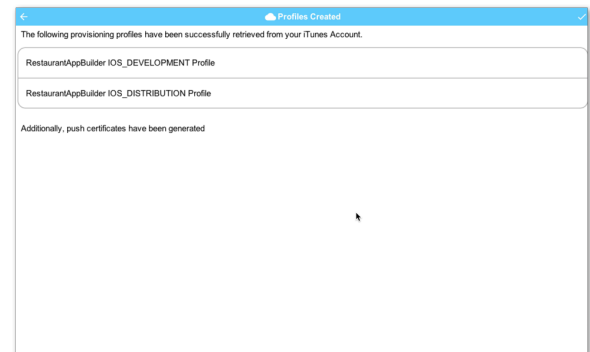 Profiles Created
The following provisioning profiles have been successfully retrieved from your iTunes Account.
RestaurantAppBuilder IOS_DEVELOPMENT Profile
RestaurantAppBuilder IOS_DISTRIBUTION Profile
Additionally, push certificates have been generated